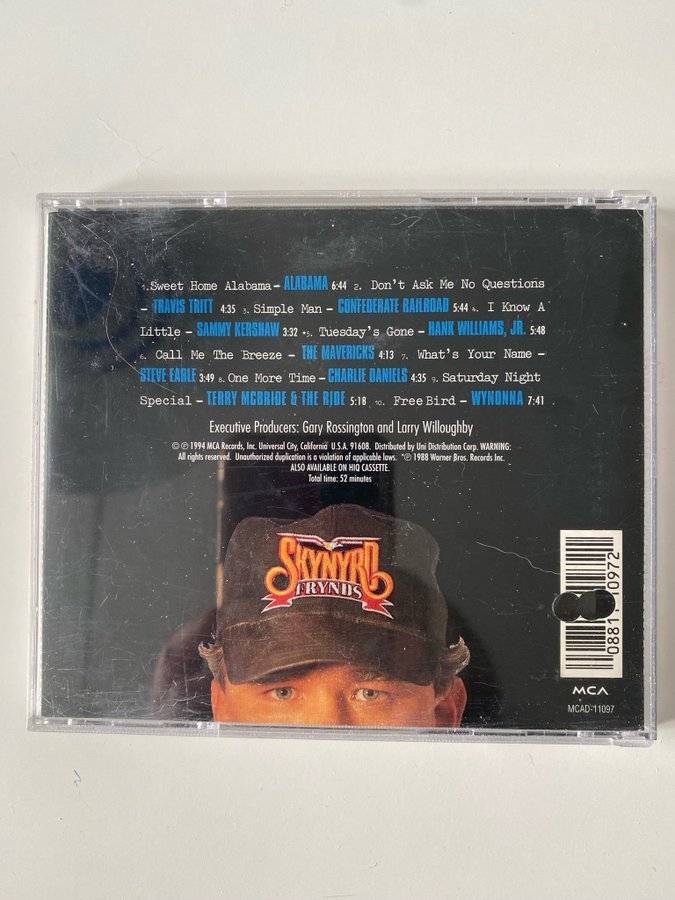 1. Sweet Home Alabama – ALABAMA 6:44 2. Don't Ask Me No Questions
– TRAVIS TRITT 4:35 3. Simple Man – CONFEDERATE RAILROAD 5:44 4. I Know A
Little – SAMMY KERSHAW 3:32 *5. Tuesday's Gone – HANK WILLIAMS, JR. 5:48
6. Call Me The Breeze – THE MAVERICKS 4:13 7. What's Your Name –
STEVE EARLE 3:49 8. One More Time – CHARLIE DANIELS 4:35 9. Saturday Night
Special – TERRY MCBRIDE & THE RIDE 5:18 10. Free Bird – WYNONNA 7:41
Executive Producers: Gary Rossington and Larry Willoughby
© ℗ 1994 MCA Records, Inc. Universal City, California U.S.A. 91608. Distributed by Uni Distribution Corp. WARNING:
All rights reserved. Unauthorized duplication is a violation of applicable laws. *℗ 1988 Warner Bros. Records Inc.
ALSO AVAILABLE ON HIQ CASSETTE.
Total time: 52 minutes
SKYNYRD
FRYNDS
08811 10972
MCA
MCAD-11097